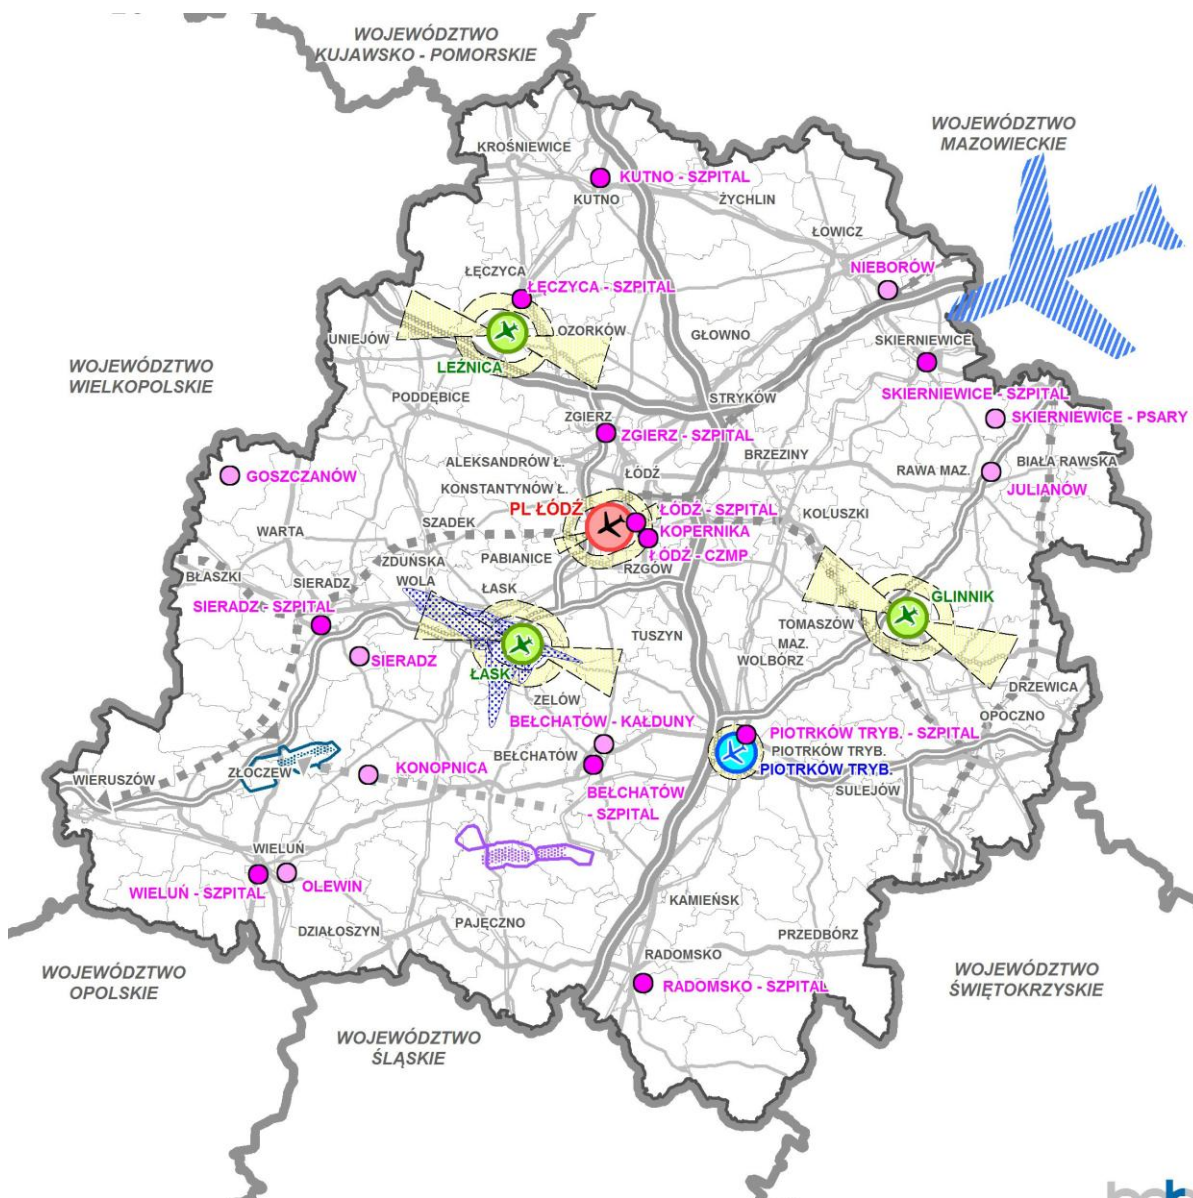 WOJEWÓDZTWO
KUJAWSKO - POMORSKIE
WOJEWÓDZTWO
MAZOWIECKIE
KROŚNIEWICE
KUTNO - SZPITAL
KUTNO
ŻYCHLIN
ŁOWICZ
NIEBORÓW
ŁĘCZYCA
ŁĘCZYCA - SZPITAL
UNIEJÓW
OZORKÓW
GŁOWNO
SKIERNIEWICE
LEŹNICA
WOJEWÓDZTWO
WIELKOPOLSKIE
PODDĘBICE
STRYKÓW
SKIERNIEWICE - SZPITAL
ZGIERZ
SKIERNIEWICE - PSARY
ZGIERZ - SZPITAL
BRZEZINY
ALEKSANDRÓW Ł.
ŁÓDŹ
RAWA MAZ.
BIAŁA RAWSKA
GOSZCZANÓW
KONSTANTYNÓW Ł.
JULIANÓW
PL ŁÓDŹ
ŁÓDŹ - SZPITAL
KOPERNIKA
KOLUSZKI
SZADEK
WARTA
PABIANICE
ŁÓDŹ - CZMP
ZDUŃSKA
WOLA
RZGÓW
BŁASZKI
SIERADZ
ŁASK
GLINNIK
SIERADZ - SZPITAL
TUSZYN
TOMASZÓW
MAZ.
SIERADZ
WOLBÓRZ
ŁASK
DRZEWICA
ZELÓW
OPOCZNO
BEŁCHATÓW - KAŁDUNY
PIOTRKÓW TRYB. - SZPITAL
BEŁCHATÓW
PIOTRKÓW TRYB.
PIOTRKÓW TRYB.
WIERUSZÓW
ZŁOCZEW
KONOPNICA
BEŁCHATÓW
- SZPITAL
SULEJÓW
WIELUŃ
OLEWIN
WIELUŃ - SZPITAL
KAMIEŃSK
DZIAŁOSZYN
PAJĘCZNO
PRZEDBÓRZ
RADOMSKO
WOJEWÓDZTWO
OPOLSKIE
RADOMSKO - SZPITAL
WOJEWÓDZTWO
ŚWIĘTOKRZYSKIE
WOJEWÓDZTWO
ŚLĄSKIE